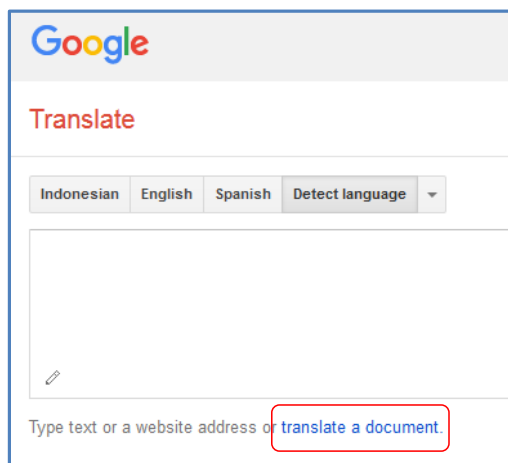 Google
Translate
Indonesian English Spanish Detect language
Type text or a website address or translate a document.